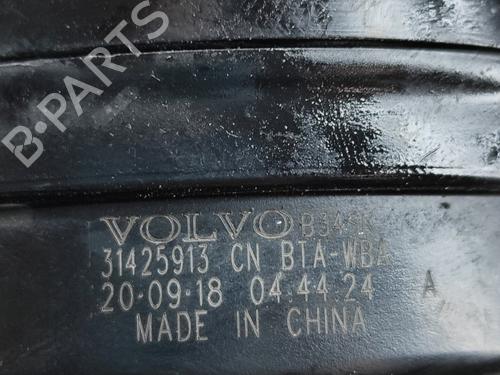 B-PARTS
VOLVO
31425913 CN BTA-WBA
20·09·18 04:44:24 A
MADE IN CHINA